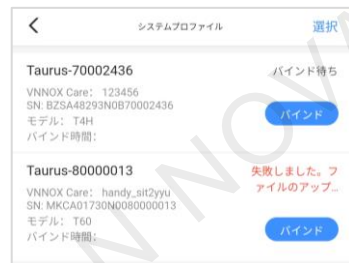 システムプロファイル
選択
Taurus-70002436
バインド待ち
VNNOX Care： 123456
SN: BZSA48293N0B70002436
モデル： T4H
バインド時間：
バインド
Taurus-80000013
失敗しました。フ
ァイルのアップ...
VNNOX Care： handy_sit2yyu
SN: MKCA01730N0080000013
モデル： T60
バインド時間：
バインド